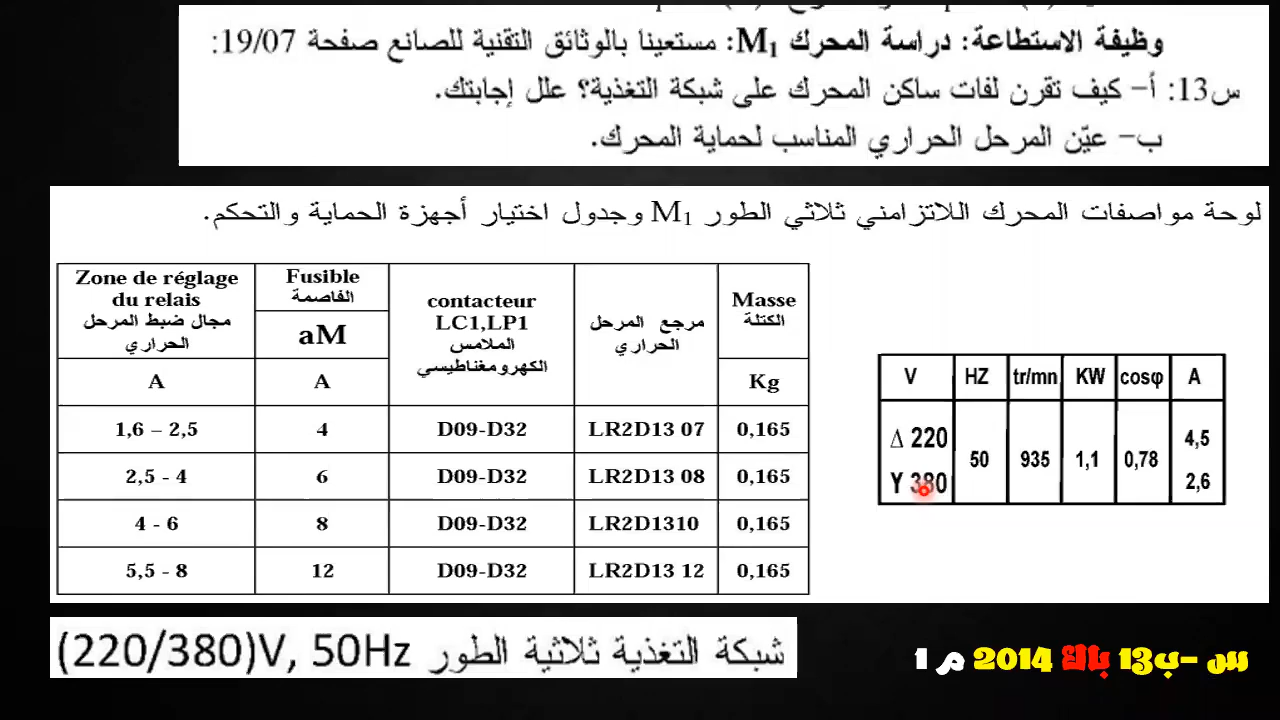 وظيفة الاستطاعة: دراسة المحرك M1: مستعينا بالوثائق التقنية للصانع صفحة 19/07:
س13: أ- كيف تقرن لفات ساكن المحرك على شبكة التغذية؟ علل إجابتك.
ب- عيّن المرحل الحراري المناسب لحماية المحرك.
لوحة مواصفات المحرك اللاتزامني ثلاثي الطور M1 وجدول اختيار أجهزة الحماية والتحكم.
Zone de réglage du relais مجال ضبط المرحل الحراري | Fusible الفاصمة aM | contacteur LC1,LP1 الملامس الكهرومغناطيسي | مرجع المرحل الحراري | Masse الكتلة
A | A | Kg
1,6 – 2,5 | 4 | D09-D32 | LR2D13 07 | 0,165
2,5 - 4 | 6 | D09-D32 | LR2D13 08 | 0,165
4 - 6 | 8 | D09-D32 | LR2D1310 | 0,165
5,5 - 8 | 12 | D09-D32 | LR2D13 12 | 0,165
V | HZ | tr/mn | KW | cosφ | A
Δ 220 | 4,5
50 | 935 | 1,1 | 0,78
Y 380 | 2,6
شبكة التغذية ثلاثية الطور (220/380)V, 50Hz
س -ب13 باك 2014 م 1